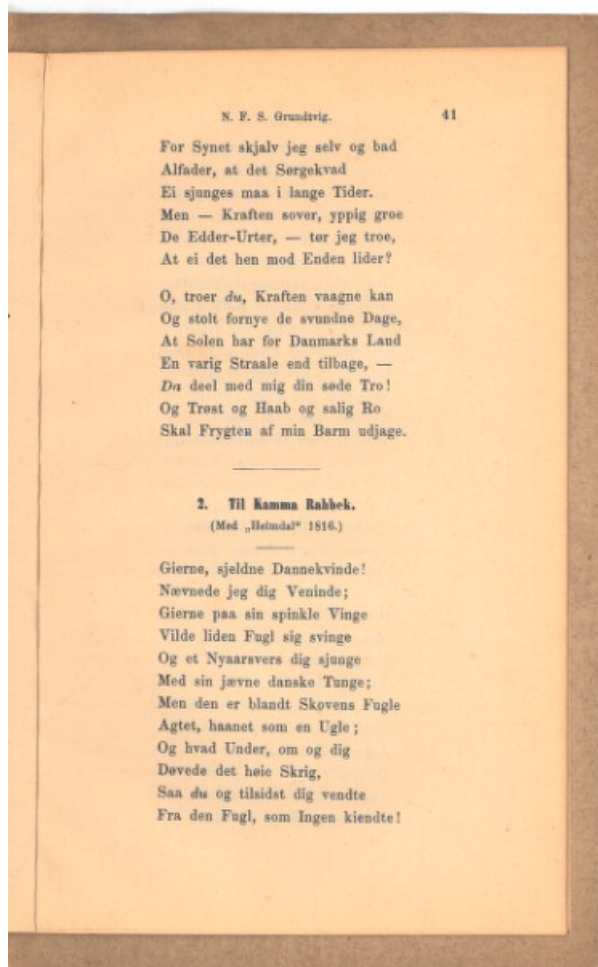 N. F. S. Grundtvig. 41
For Synet skjalv jeg selv og bad
Alfader, at det Sørgekvad
Ei sjunges maa i lange Tider.
Men — Kraften sover, yppig groe
De Edder-Urter, — tør jeg troe,
At ei det hen mod Enden lider?
O, troer du, Kraften vaagne kan
Og stolt fornye de svundne Dage,
At Solen har for Danmarks Land
En varig Straale end tilbage, —
Da deel med mig din søde Tro!
Og Trøst og Haab og salig Ro
Skal Frygten af min Barm udjage.
2. Til Kamma Rahbek.
(Med „Heimdal“ 1816.)
Gierne, sjeldne Dannekvinde!
Nævnede jeg dig Veninde;
Gierne paa sin spinkle Vinge
Vilde liden Fugl sig svinge
Og et Nyaarsvers dig sjunge
Med sin jævne danske Tunge;
Men den er blandt Skovens Fugle
Agtet, haanet som en Ugle;
Og hvad Under, om og dig
Døvede det høie Skrig,
Saa du og tilsidst dig vendte
Fra den Fugl, som Ingen kiendte!